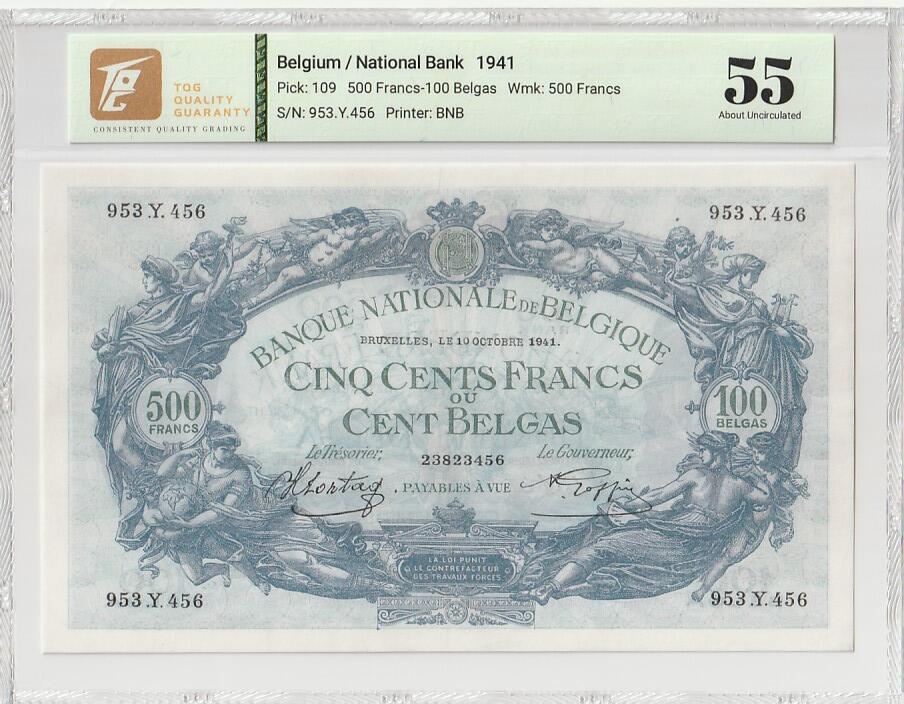 Belgium / National Bank 1941
Pick: 109 500 Francs-100 Belgas Wmk: 500 Francs
S/N: 953.Y.456 Printer: BNB
TQG
QUALITY
GUARANTY
CONSISTENT QUALITY GRADING
55
About Uncirculated
953.Y.456
953.Y.456
BANQUE NATIONALE DE BELGIQUE
BRUXELLES, LE 10 OCTOBRE 1941.
CINQ CENTS FRANCS
OU
CENT BELGAS
500
FRANCS
100
BELGAS
Le Trésorier,
23823456
Le Gouverneur,
. PAYABLES À VUE
LA LOI PUNIT
LE CONTREFACTEUR
DES TRAVAUX FORCÉS
953.Y.456
953.Y.456